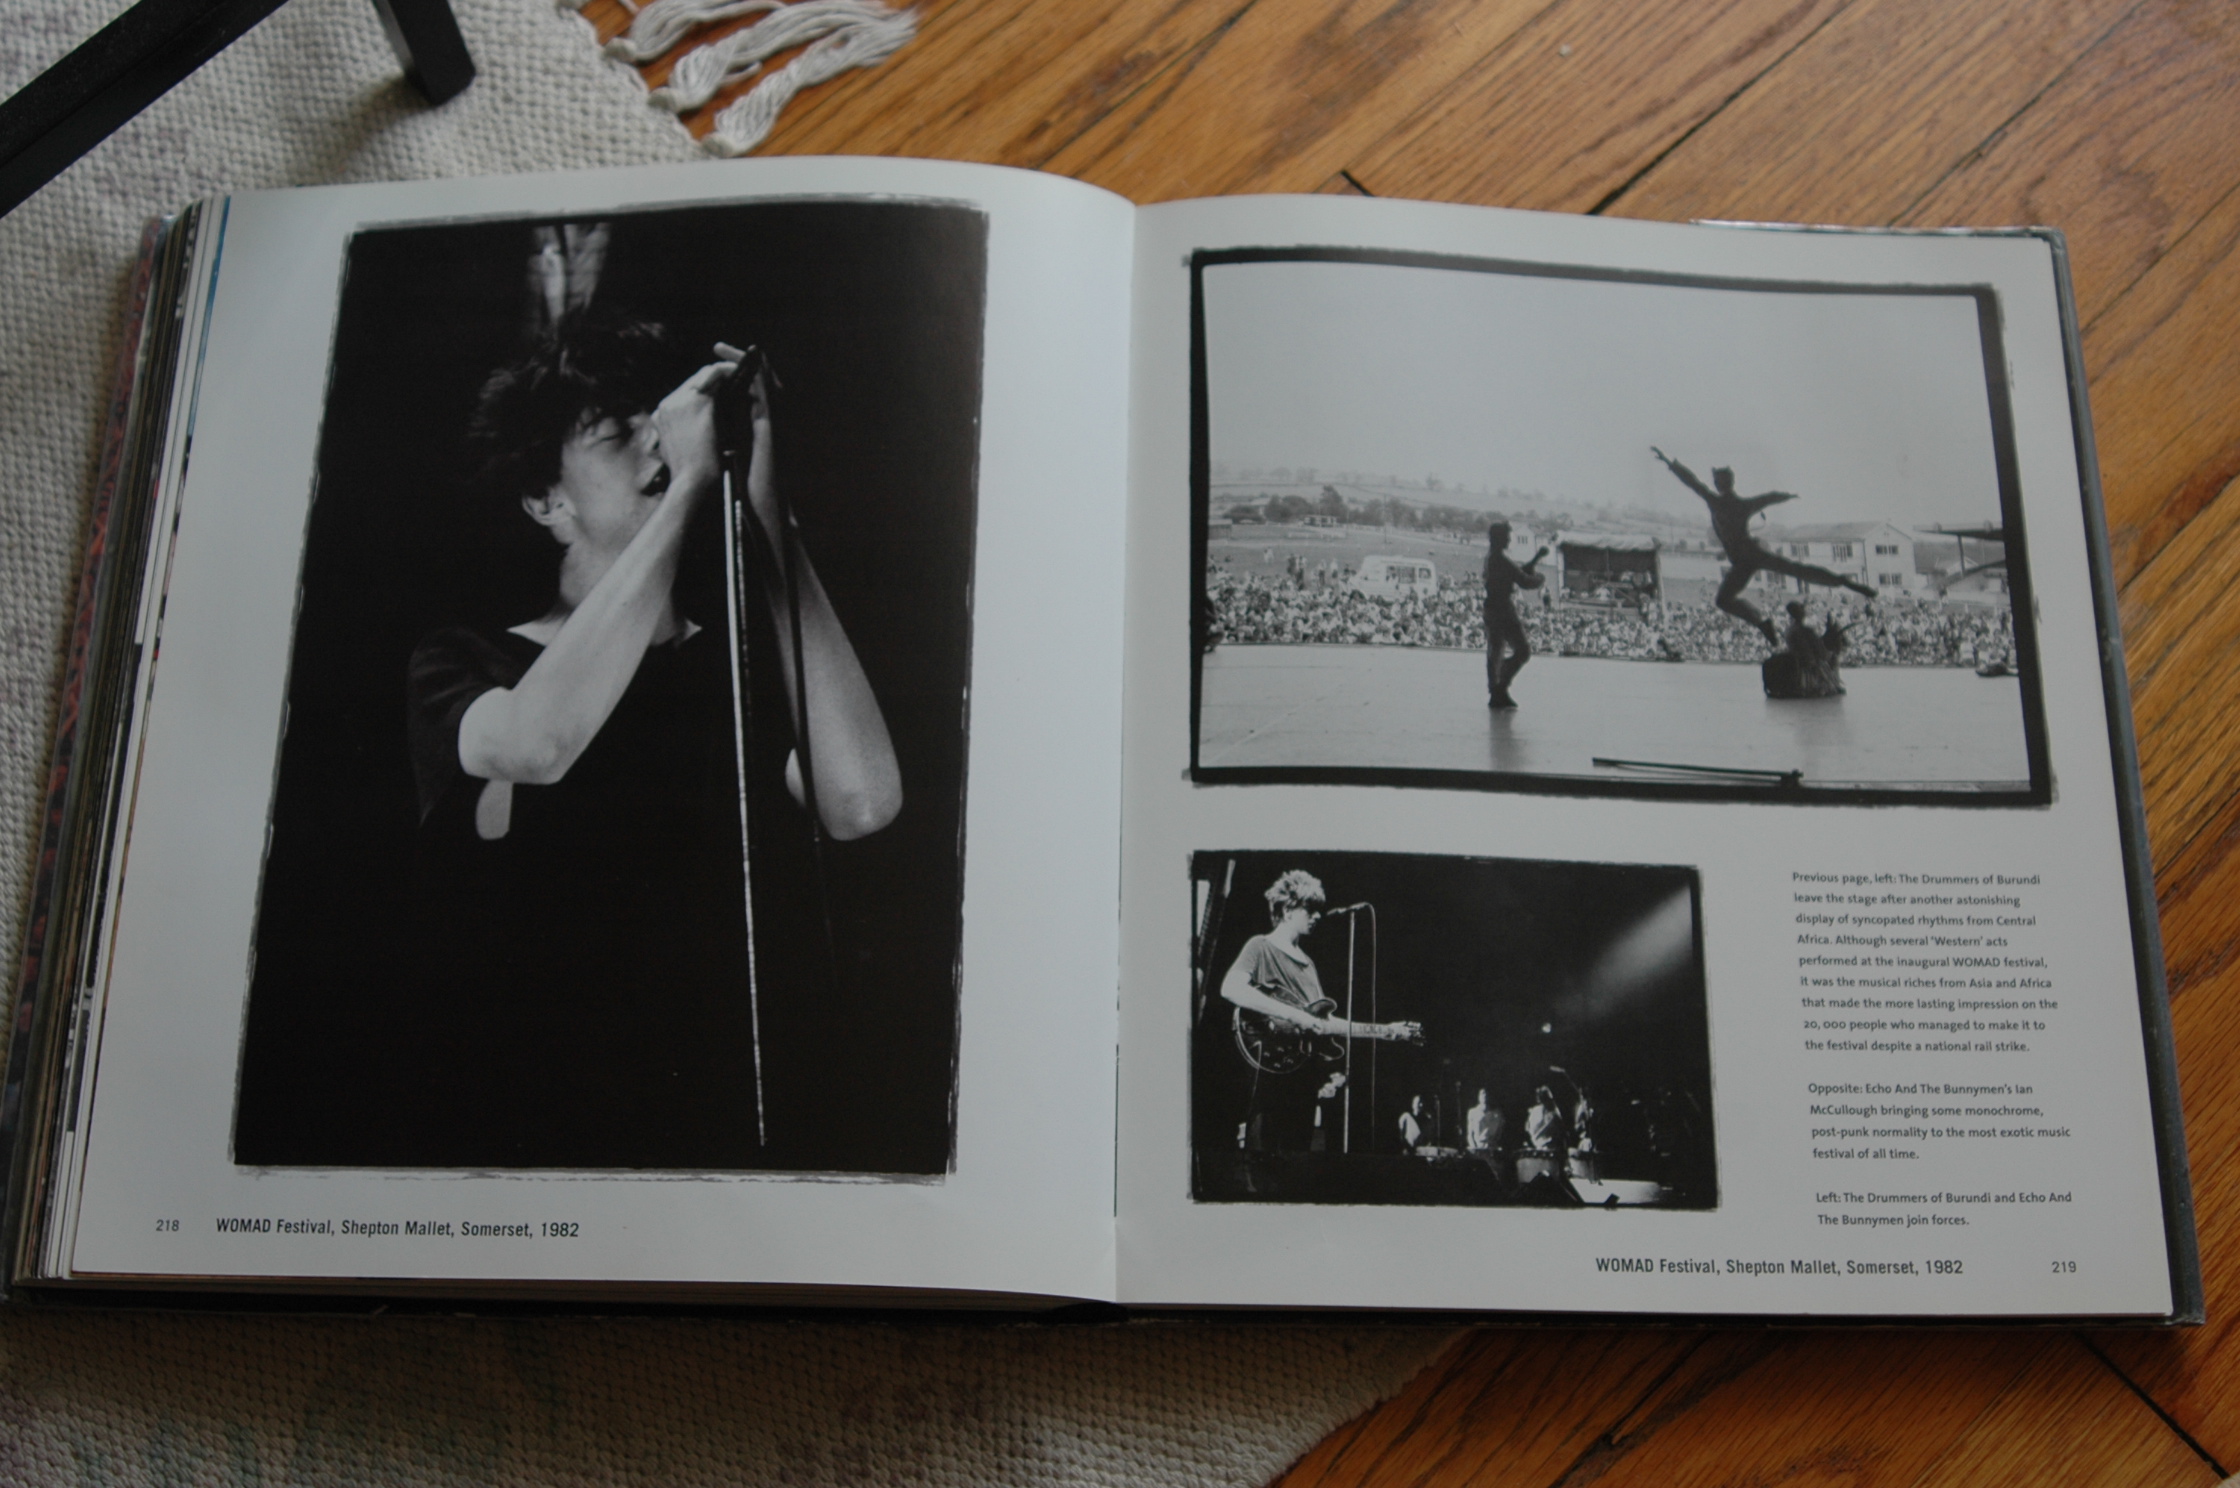 218
WOMAD Festival, Shepton Mallet, Somerset, 1982
Previous page, left: The Drummers of Burundi
leave the stage after another astonishing
display of syncopated rhythms from Central
Africa. Although several 'Western' acts
performed at the inaugural WOMAD festival,
it was the musical riches from Asia and Africa
that made the more lasting impression on the
20, 000 people who managed to make it to
the festival despite a national rail strike.
Opposite: Echo And The Bunnymen's Ian
McCullough bringing some monochrome,
post-punk normality to the most exotic music
festival of all time.
Left: The Drummers of Burundi and Echo And
The Bunnymen join forces.
WOMAD Festival, Shepton Mallet, Somerset, 1982
219